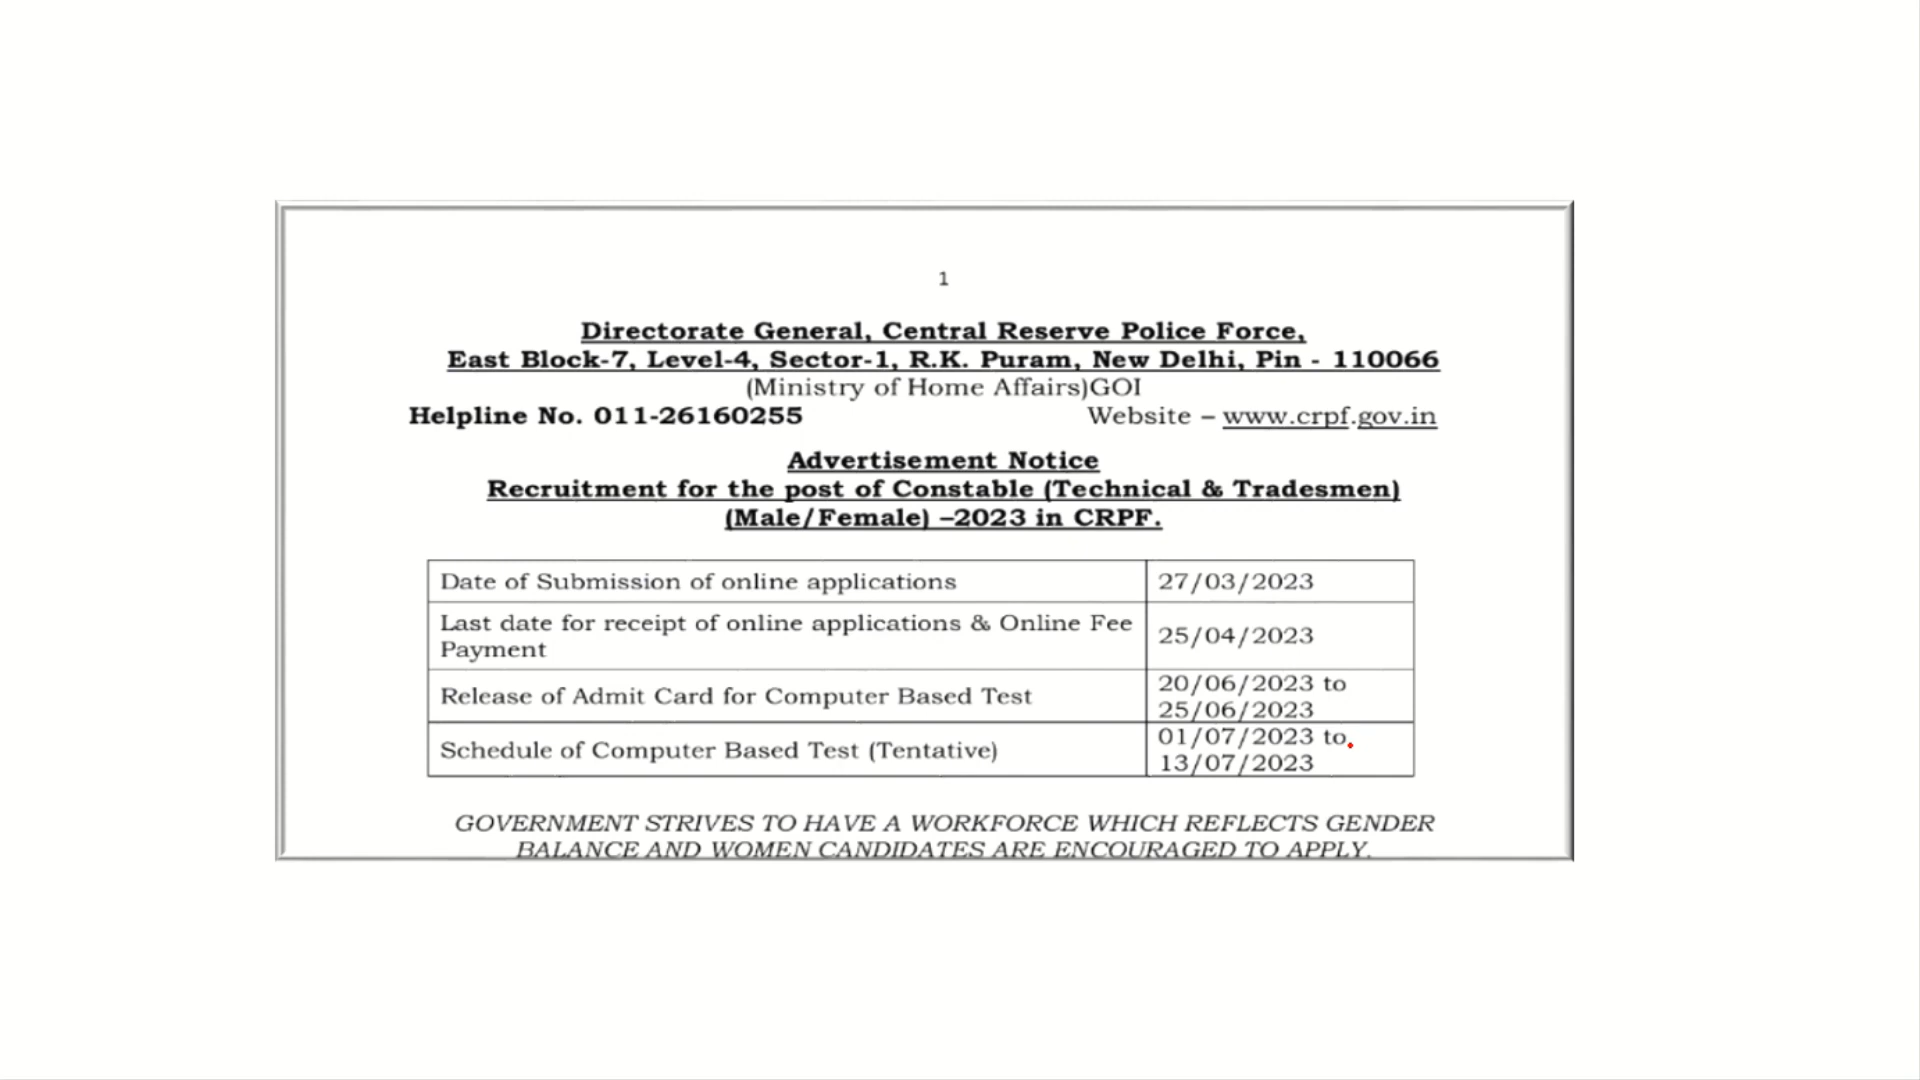 1
Directorate General, Central Reserve Police Force,
East Block-7, Level-4, Sector-1, R.K. Puram, New Delhi, Pin - 110066
(Ministry of Home Affairs)GOI
Helpline No. 011-26160255 Website – www.crpf.gov.in
Advertisement Notice
Recruitment for the post of Constable (Technical & Tradesmen)
(Male/Female) –2023 in CRPF.
Date of Submission of online applications 27/03/2023
Last date for receipt of online applications & Online Fee
Payment 25/04/2023
Release of Admit Card for Computer Based Test 20/06/2023 to
25/06/2023
Schedule of Computer Based Test (Tentative) 01/07/2023 to
13/07/2023
GOVERNMENT STRIVES TO HAVE A WORKFORCE WHICH REFLECTS GENDER
BALANCE AND WOMEN CANDIDATES ARE ENCOURAGED TO APPLY.